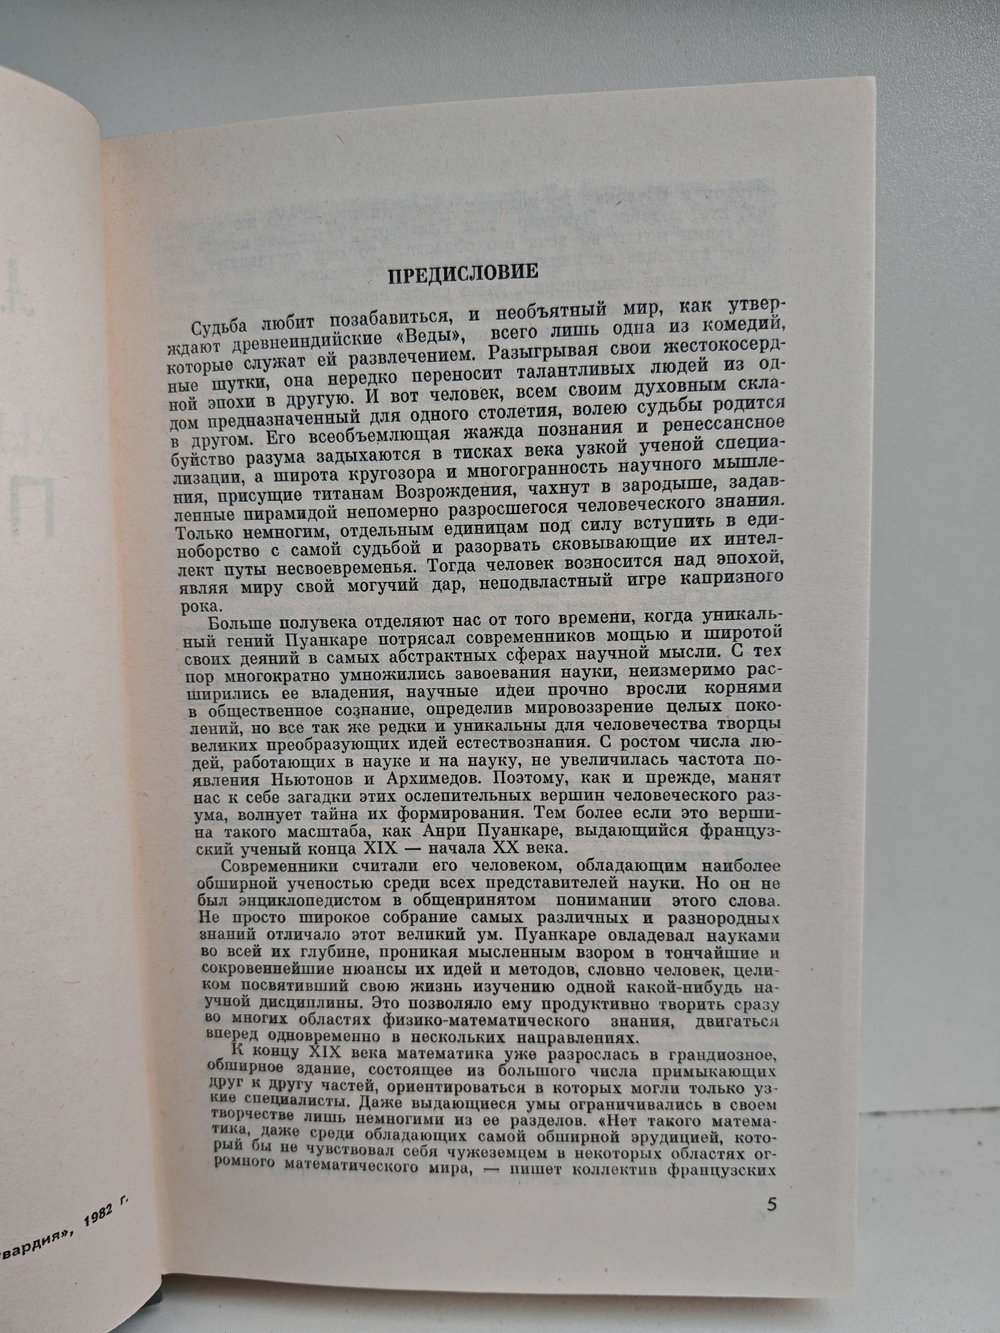 ПРЕДИСЛОВИЕ
Судьба любит позабавиться, и необъятный мир, как утвер-
ждают древнеиндийские «Веды», всего лишь одна из комедий,
которые служат ей развлечением. Разыгрывая свои жестокосерд-
ные шутки, она нередко переносит талантливых людей из од-
ной эпохи в другую. И вот человек, всем своим духовным скла-
дом предназначенный для одного столетия, волею судьбы родится
в другом. Его всеобъемлющая жажда познания и ренессансное
буйство разума задыхаются в тисках века узкой ученой специа-
лизации, а широта кругозора и многогранность научного мышле-
ния, присущие титанам Возрождения, чахнут в зародыше, задав-
ленные пирамидой непомерно разросшегося человеческого знания.
Только немногим, отдельным единицам под силу вступить в еди-
ноборство с самой судьбой и разорвать сковывающие их интел-
лект путы несвоевременья. Тогда человек возносится над эпохой,
являя миру свой могучий дар, неподвластный игре капризного
рока.
Больше полувека отделяют нас от того времени, когда уникаль-
ный гений Пуанкаре потрясал современников мощью и широтой
своих деяний в самых абстрактных сферах научной мысли. С тех
пор многократно умножились завоевания науки, неизмеримо рас-
ширились ее владения, научные идеи прочно вросли корнями
в общественное сознание, определив мировоззрение целых поко-
лений, но все так же редки и уникальны для человечества творцы
великих преобразующих идей естествознания. С ростом числа лю-
дей, работающих в науке и на науку, не увеличилась частота по-
явления Ньютонов и Архимедов. Поэтому, как и прежде, манят
нас к себе загадки этих ослепительных вершин человеческого раз-
ума, волнует тайна их формирования. Тем более если это верши-
на такого масштаба, как Анри Пуанкаре, выдающийся француз-
ский ученый конца XIX — начала XX века.
Современники считали его человеком, обладающим наиболее
обширной ученостью среди всех представителей науки. Но он не
был энциклопедистом в общепринятом понимании этого слова.
Не просто широкое собрание самых различных и разнородных
знаний отличало этот великий ум. Пуанкаре овладевал науками
во всей их глубине, проникая мысленным взором в тончайшие и
сокровеннейшие нюансы их идей и методов, словно человек, цели-
ком посвятивший свою жизнь изучению одной какой-нибудь на-
учной дисциплины. Это позволяло ему продуктивно творить сразу
во многих областях физико-математического знания, двигаться
вперед одновременно в нескольких направлениях.
К концу XIX века математика уже разрослась в грандиозное,
обширное здание, состоящее из большого числа примыкающих
друг к другу частей, ориентироваться в которых могли только уз-
кие специалисты. Даже выдающиеся умы ограничивались в своем
творчестве лишь немногими из ее разделов. «Нет такого матема-
тика, даже среди обладающих самой обширной эрудицией, кото-
рый бы не чувствовал себя чужеземцем в некоторых областях ог-
ромного математического мира, — пишет коллектив французских
5
вардия», 1982 г.